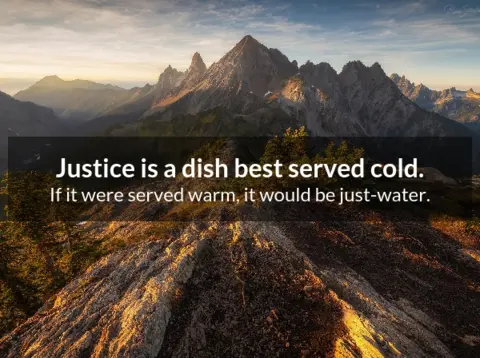 Justice is a dish best served cold.
If it were served warm, it would be just-water.